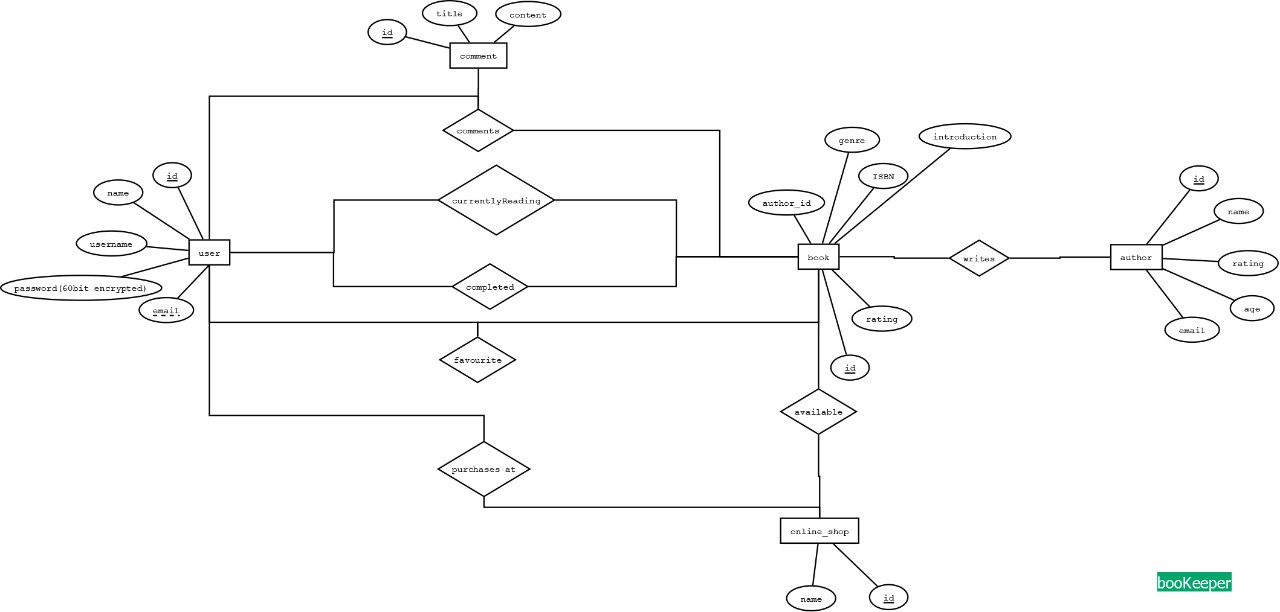 title
content
id
comment
comments
genre
introduction
id
ISBN
id
name
currentlyReading
author_id
name
username
user
book
writes
author
rating
password(60bit encrypted)
completed
email
rating
age
email
favourite
id
available
purchases at
online_shop
booKeeper
name
id